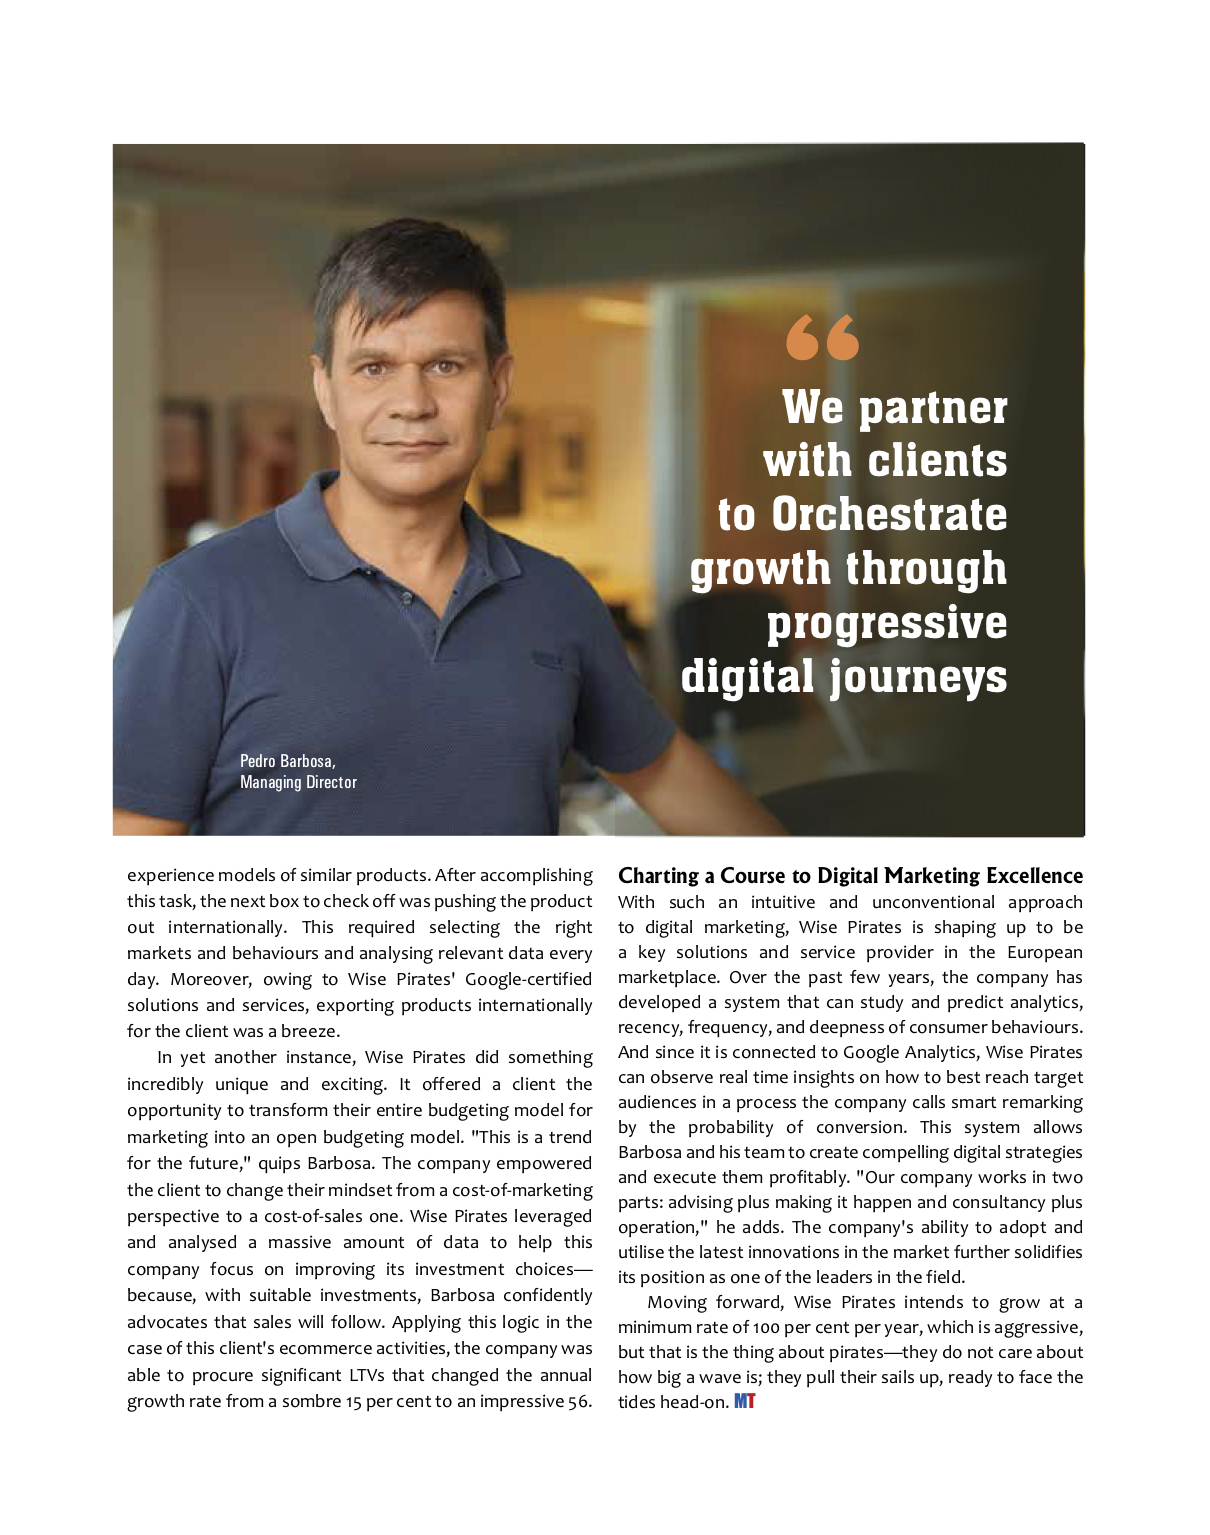 “
We partner
with clients
to Orchestrate
growth through
progressive
digital journeys
Pedro Barbosa,
Managing Director
experience models of similar products. After accomplishing
this task, the next box to check off was pushing the product
out internationally. This required selecting the right
markets and behaviours and analysing relevant data every
day. Moreover, owing to Wise Pirates' Google-certified
solutions and services, exporting products internationally
for the client was a breeze.
In yet another instance, Wise Pirates did something
incredibly unique and exciting. It offered a client the
opportunity to transform their entire budgeting model for
marketing into an open budgeting model. "This is a trend
for the future," quips Barbosa. The company empowered
the client to change their mindset from a cost-of-marketing
perspective to a cost-of-sales one. Wise Pirates leveraged
and analysed a massive amount of data to help this
company focus on improving its investment choices—
because, with suitable investments, Barbosa confidently
advocates that sales will follow. Applying this logic in the
case of this client's ecommerce activities, the company was
able to procure significant LTVs that changed the annual
growth rate from a sombre 15 per cent to an impressive 56.
Charting a Course to Digital Marketing Excellence
With such an intuitive and unconventional approach
to digital marketing, Wise Pirates is shaping up to be
a key solutions and service provider in the European
marketplace. Over the past few years, the company has
developed a system that can study and predict analytics,
recency, frequency, and deepness of consumer behaviours.
And since it is connected to Google Analytics, Wise Pirates
can observe real time insights on how to best reach target
audiences in a process the company calls smart remarking
by the probability of conversion. This system allows
Barbosa and his team to create compelling digital strategies
and execute them profitably. "Our company works in two
parts: advising plus making it happen and consultancy plus
operation," he adds. The company's ability to adopt and
utilise the latest innovations in the market further solidifies
its position as one of the leaders in the field.
Moving forward, Wise Pirates intends to grow at a
minimum rate of 100 per cent per year, which is aggressive,
but that is the thing about pirates—they do not care about
how big a wave is; they pull their sails up, ready to face the
tides head-on. MT